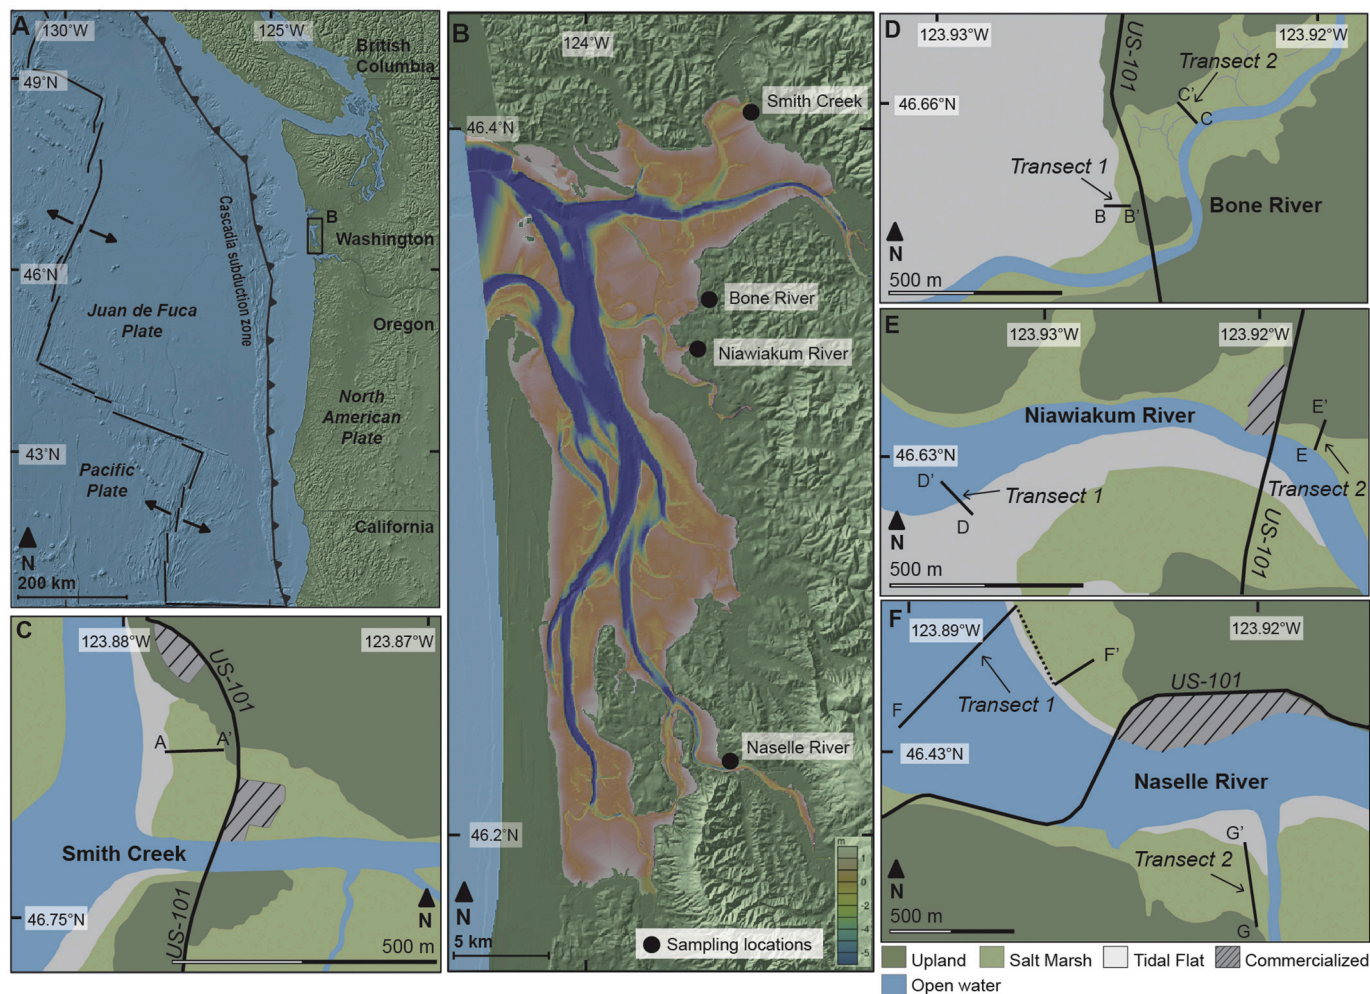 A
130°W
125°W
British
Columbia
49°N
B
Washington
Cascadia subduction zone
46°N
Juan de Fuca
Plate
Oregon
North
American
Plate
43°N
Pacific
Plate
California
N
200 km
B
124°W
Smith Creek
46.4°N
Bone River
Niawiakum River
Naselle River
46.2°N
N
5 km
Sampling locations
m
1
0
-1
-2
-4
-5
C
123.88°W
123.87°W
US-101
A
A'
Smith Creek
US-101
46.75°N
N
500 m
D
123.93°W
US-101
123.92°W
Transect 2
C'
C
46.66°N
Transect 1
B
B'
Bone River
N
500 m
E
123.93°W
123.92°W
Niawiakum River
E'
E
46.63°N
D'
Transect 1
Transect 2
D
US-101
N
500 m
F
123.89°W
123.92°W
F'
US-101
F
Transect 1
46.43°N
Naselle River
G'
Transect 2
G
N
500 m
Upland
Salt Marsh
Tidal Flat
Commercialized
Open water